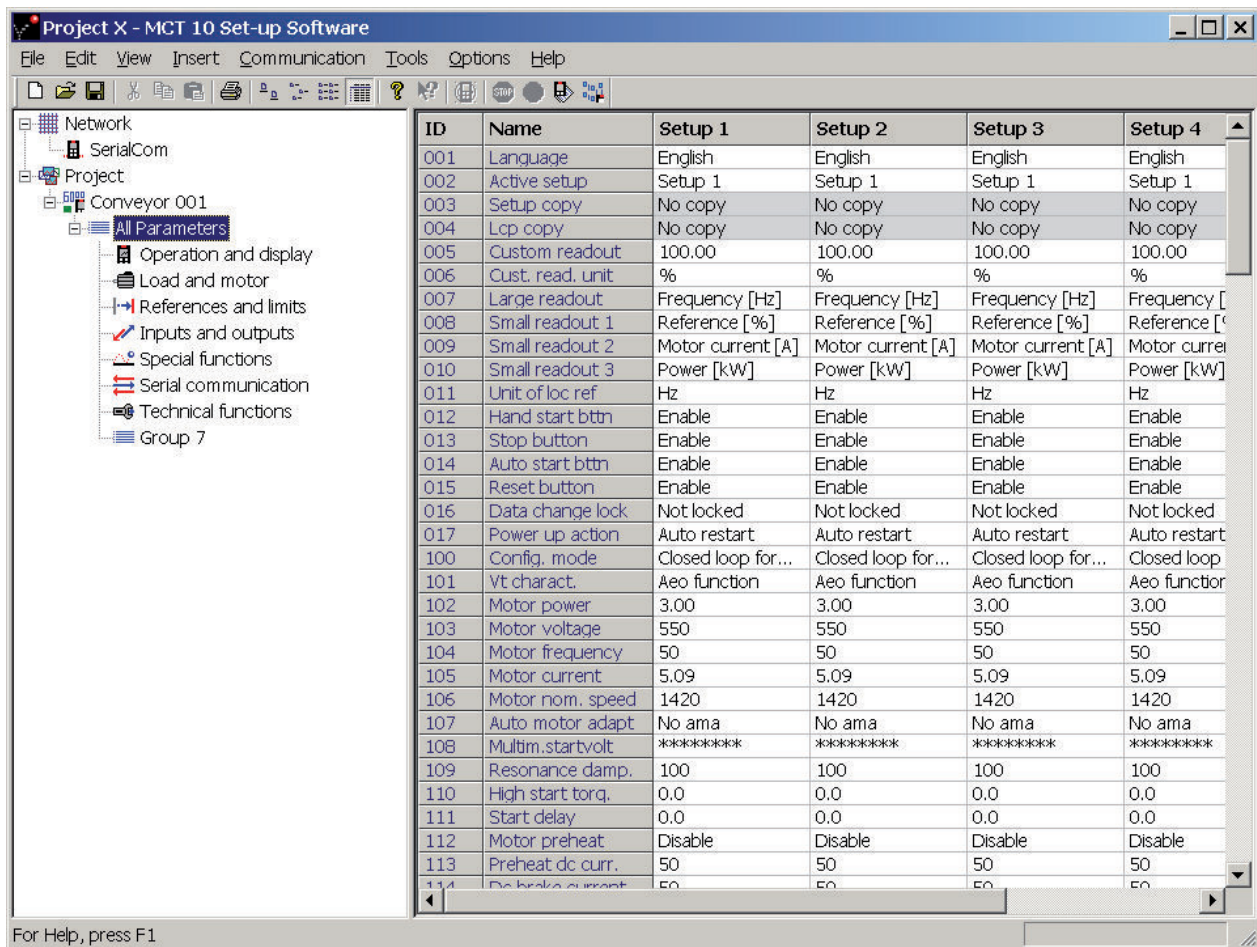 Project X - MCT 10 Set-up Software
File Edit View Insert Communication Tools Options Help
STOP
Network
SerialCom
Project
Conveyor 001
All Parameters
Operation and display
Load and motor
References and limits
Inputs and outputs
Special functions
Serial communication
Technical functions
Group 7
ID Name Setup 1 Setup 2 Setup 3 Setup 4
001 Language English English English English
002 Active setup Setup 1 Setup 1 Setup 1 Setup 1
003 Setup copy No copy No copy No copy No copy
004 Lcp copy No copy No copy No copy No copy
005 Custom readout 100.00 100.00 100.00 100.00
006 Cust. read. unit % % % %
007 Large readout Frequency [Hz] Frequency [Hz] Frequency [Hz] Frequency [
008 Small readout 1 Reference [%] Reference [%] Reference [%] Reference [
009 Small readout 2 Motor current [A] Motor current [A] Motor current [A] Motor curre
010 Small readout 3 Power [kW] Power [kW] Power [kW] Power [kW]
011 Unit of loc ref Hz Hz Hz Hz
012 Hand start bttn Enable Enable Enable Enable
013 Stop button Enable Enable Enable Enable
014 Auto start bttn Enable Enable Enable Enable
015 Reset button Enable Enable Enable Enable
016 Data change lock Not locked Not locked Not locked Not locked
017 Power up action Auto restart Auto restart Auto restart Auto restart
100 Config. mode Closed loop for... Closed loop for... Closed loop for... Closed loop
101 Vt charact. Aeo function Aeo function Aeo function Aeo function
102 Motor power 3.00 3.00 3.00 3.00
103 Motor voltage 550 550 550 550
104 Motor frequency 50 50 50 50
105 Motor current 5.09 5.09 5.09 5.09
106 Motor nom. speed 1420 1420 1420 1420
107 Auto motor adapt No ama No ama No ama No ama
108 Multim.startvolt ******** ******** ******** ********
109 Resonance damp. 100 100 100 100
110 High start torq. 0.0 0.0 0.0 0.0
111 Start delay 0.0 0.0 0.0 0.0
112 Motor preheat Disable Disable Disable Disable
113 Preheat dc curr. 50 50 50 50
114 Dc brake current 50 50 50 50
For Help, press F1